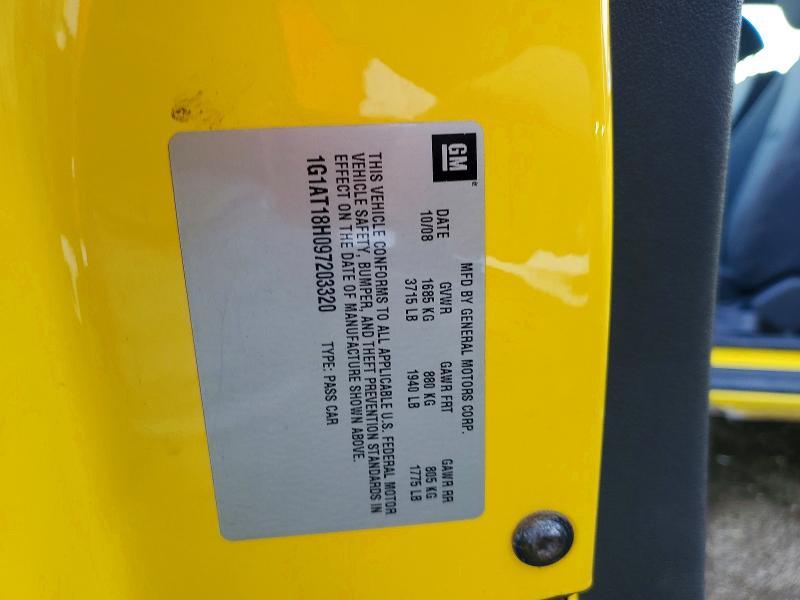 GM®
MFD BY GENERAL MOTORS CORP.
DATE GVWR GAWR FRT GAWR RR
10/08 1685 KG 880 KG 805 KG
3715 LB 1940 LB 1775 LB
THIS VEHICLE CONFORMS TO ALL APPLICABLE U.S. FEDERAL MOTOR
VEHICLE SAFETY, BUMPER, AND THEFT PREVENTION STANDARDS IN
EFFECT ON THE DATE OF MANUFACTURE SHOWN ABOVE.
1G1AT18H097203320 TYPE: PASS CAR